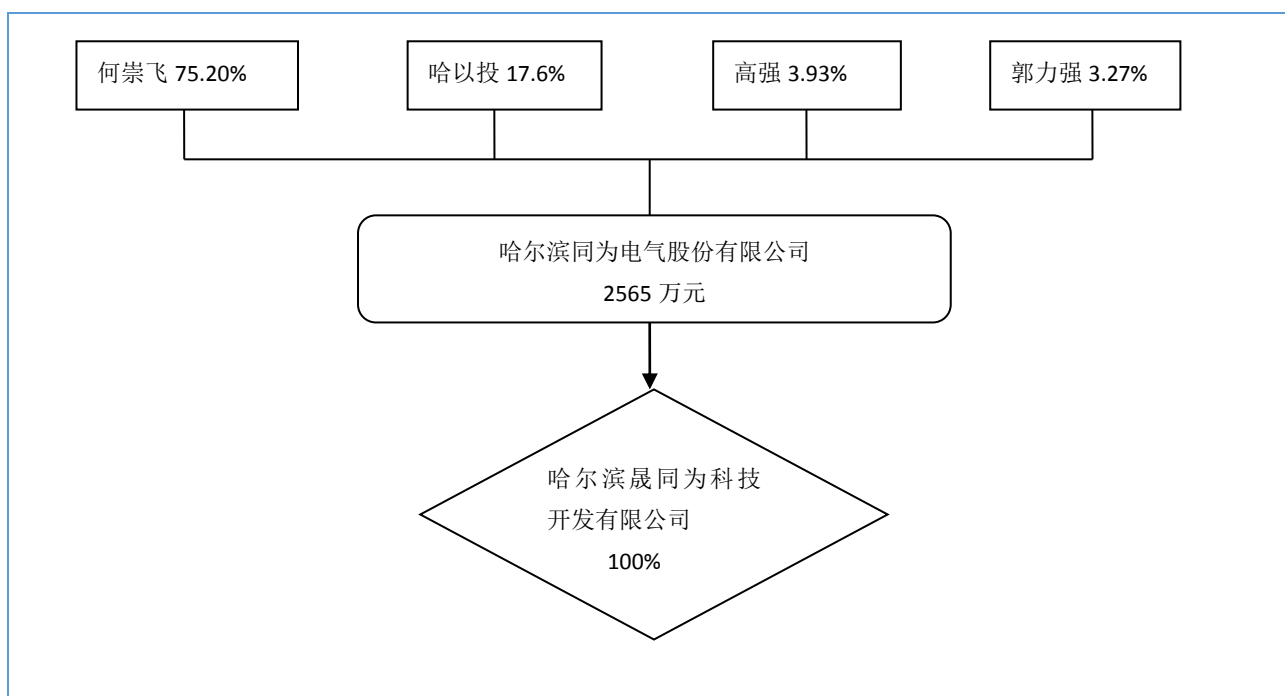 何崇飞 75.20%
哈以投 17.6%
高强 3.93%
郭力强 3.27%
哈尔滨同为电气股份有限公司
2565 万元
哈尔滨晟同为科技
开发有限公司
100%